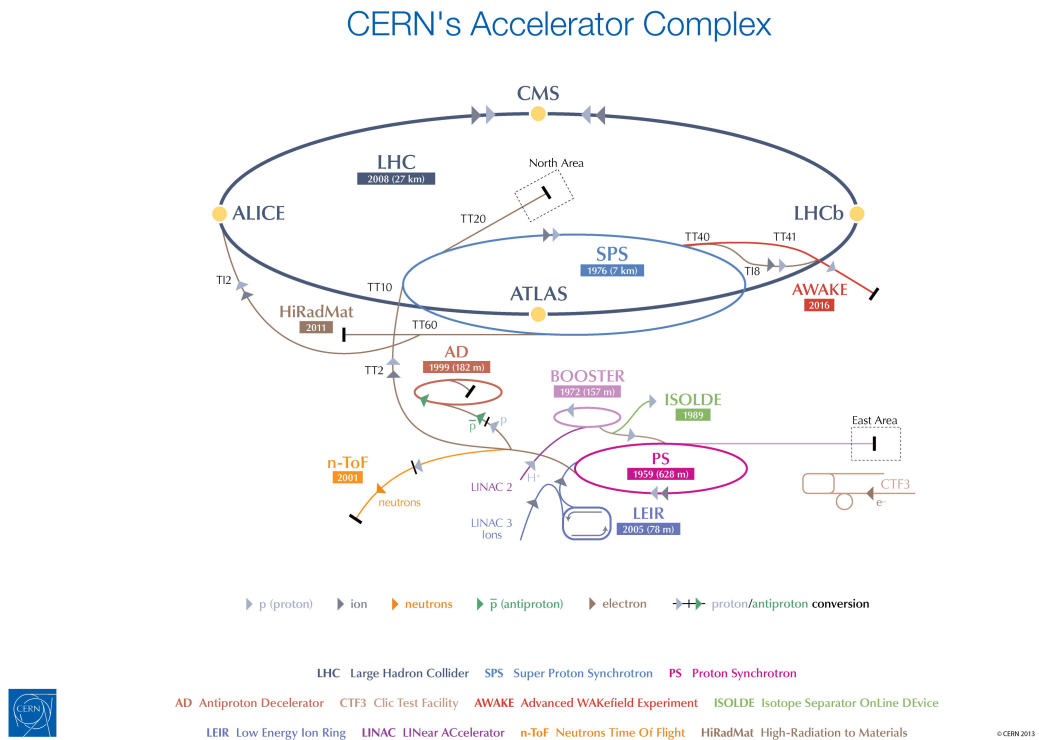 CERN's Accelerator Complex
CMS
LHC
2008 (27 km)
North Area
ALICE
LHCb
TT20
TT40
TT41
SPS
1976 (7 km)
TI8
TI2
TT10
ATLAS
AWAKE
2016
HiRadMat
2011
TT60
AD
1999 (182 m)
TT2
BOOSTER
1972 (157 m)
ISOLDE
1989
p
p̅
East Area
n-ToF
2001
PS
1959 (628 m)
H⁺
LINAC 2
neutrons
CTF3
e⁻
LEIR
2005 (78 m)
LINAC 3
Ions
p (proton) ion neutrons p̅ (antiproton) electron proton/antiproton conversion
LHC Large Hadron Collider SPS Super Proton Synchrotron PS Proton Synchrotron
AD Antiproton Decelerator CTF3 Clic Test Facility AWAKE Advanced WAKefield Experiment ISOLDE Isotope Separator OnLine DEvice
LEIR Low Energy Ion Ring LINAC LINear ACcelerator n-ToF Neutrons Time Of Flight HiRadMat High-Radiation to Materials
CERN
© CERN 2013